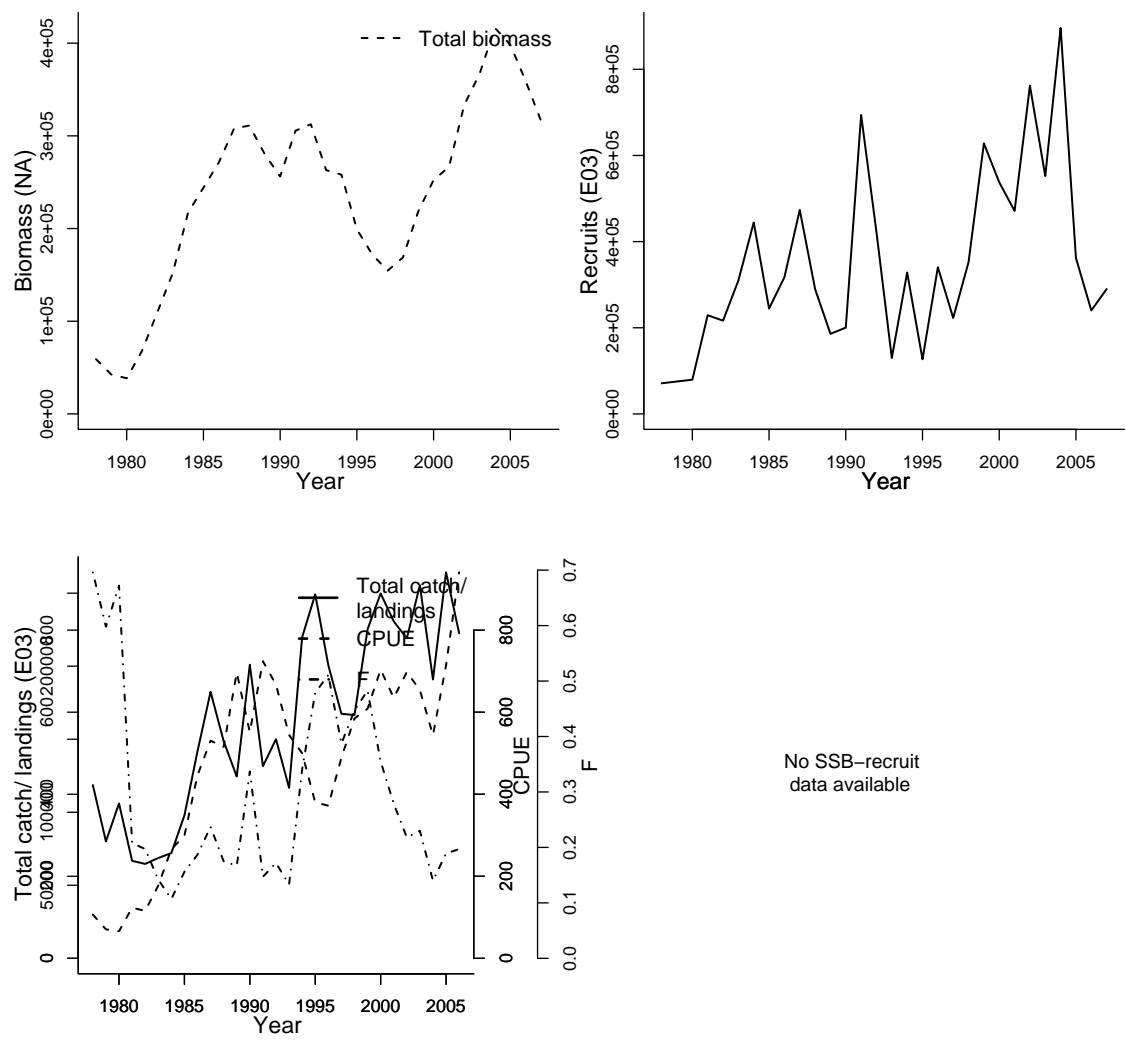 Total biomass
Biomass (NA)
0e+00 1e+05 2e+05 3e+05 4e+05
1980 1985 1990 1995 2000 2005
Year
Recruits (E03)
0e+00 2e+05 4e+05 6e+05 8e+05
1980 1985 1990 1995 2000 2005
Year
Total catch/
landings
CPUE
F
Total catch/ landings (E03)
0 200 400 600 800
CPUE
0 200 400 600 800
F
0.0 0.1 0.2 0.3 0.4 0.5 0.6 0.7
1980 1985 1990 1995 2000 2005
Year
No SSB−recruit
data available